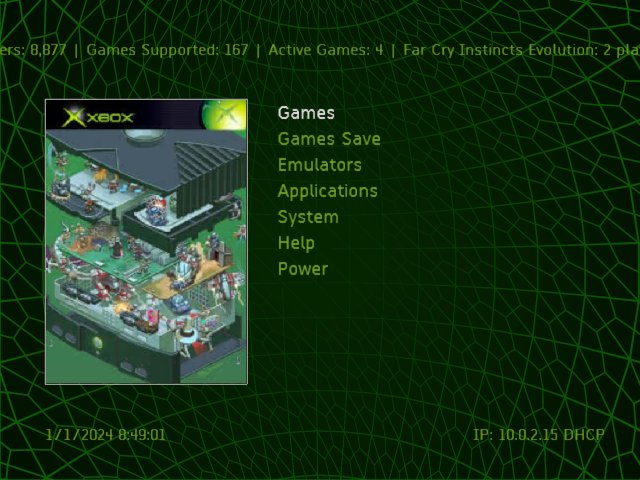 ers: 8,877 | Games Supported: 167 | Active Games: 4 | Far Cry Instincts Evolution: 2 pla
XBOX
Games
Games Save
Emulators
Applications
System
Help
Power
1/1/2024 8:49:01
IP: 10.0.2.15 DHCP